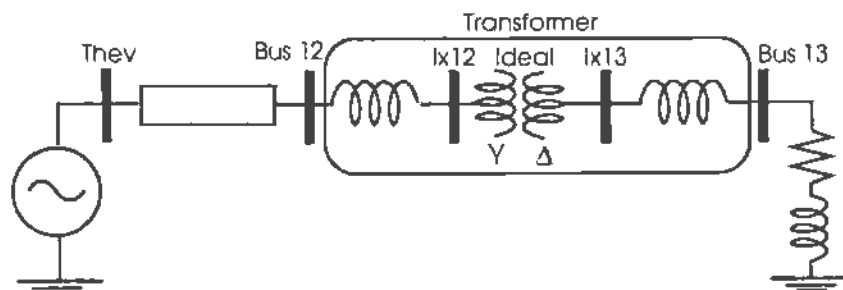 Transformer
Thev
Bus 12
Ix12
Ideal
Ix13
Bus 13
Y
Δ